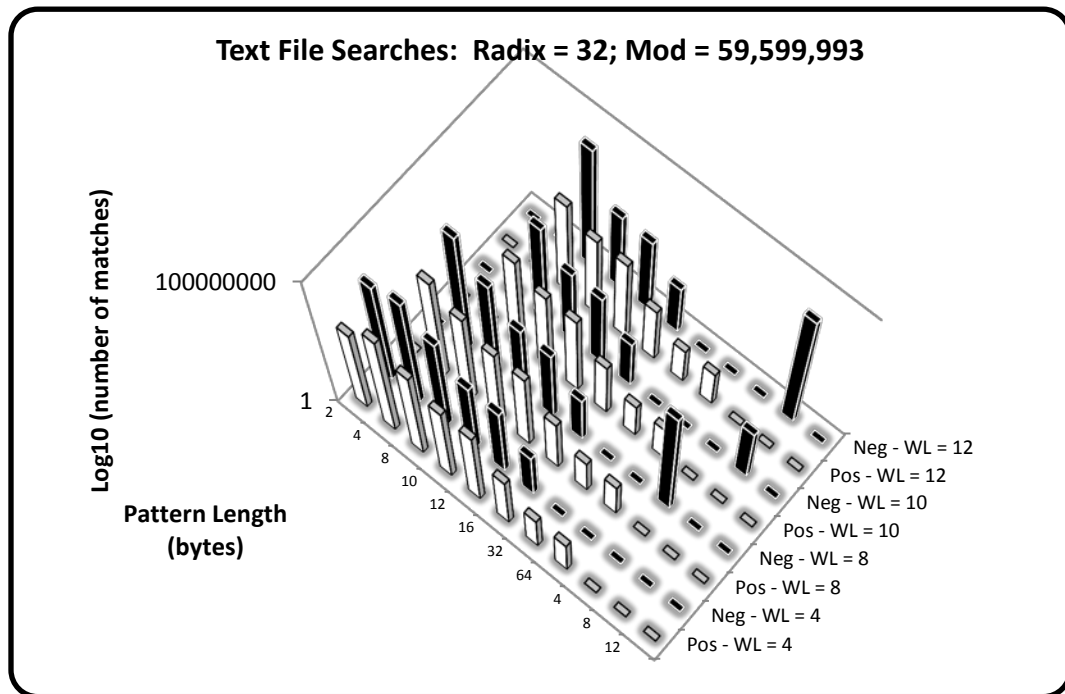 Text File Searches: Radix = 32; Mod = 59,599,993
Log10 (number of matches)
100000000
1
2
4
8
10
12
16
32
64
4
8
12
Pattern Length
(bytes)
Neg - WL = 12
Pos - WL = 12
Neg - WL = 10
Pos - WL = 10
Neg - WL = 8
Pos - WL = 8
Neg - WL = 4
Pos - WL = 4